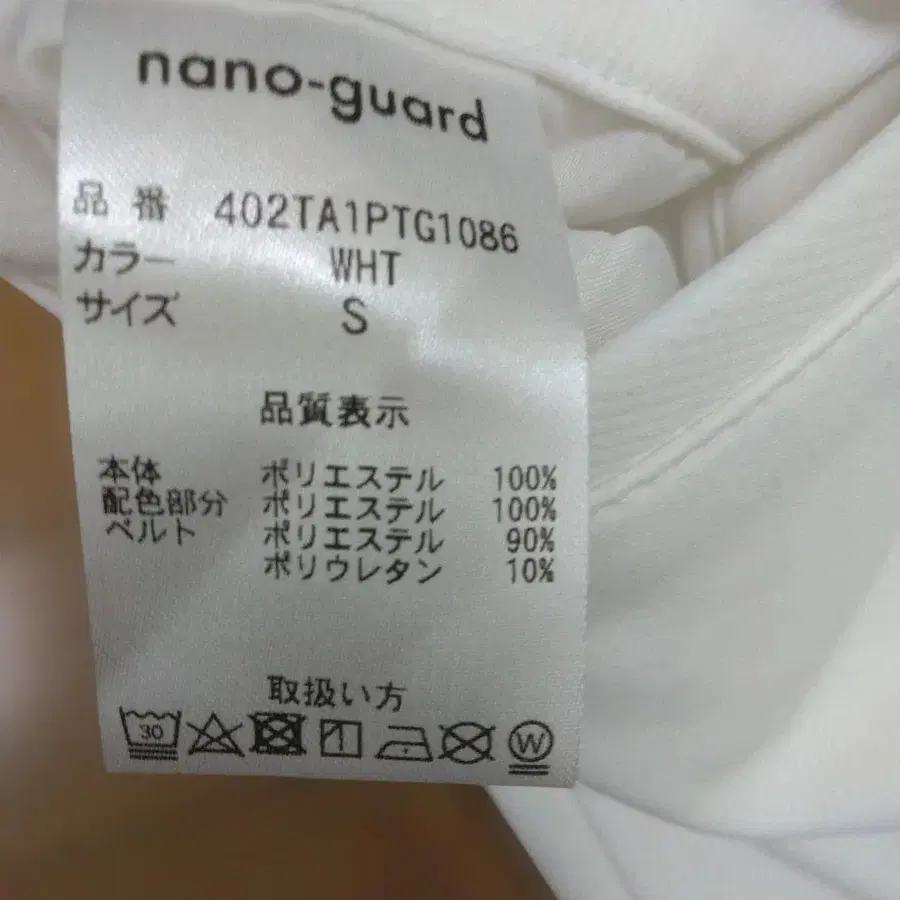 nano-guard
品番 402TA1PTG1086
カラー WHT
サイズ S
品質表示
本体 ポリエステル 100%
配色部分 ポリエステル 100%
ベルト ポリエステル 90%
ポリウレタン 10%
取扱い方
30 W